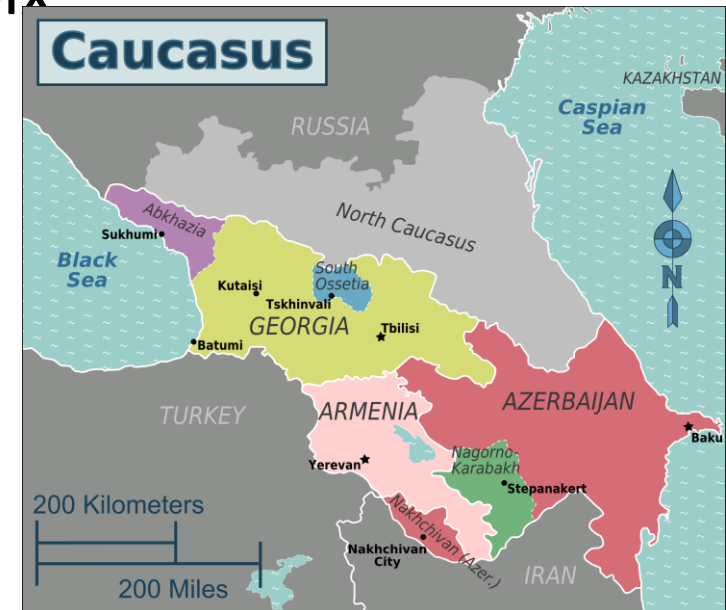 Caucasus
KAZAKHSTAN
Caspian
Sea
RUSSIA
North Caucasus
Abkhazia
Sukhumi
Black
Sea
South
Ossetia
Kutaisi
Tskhinvali
GEORGIA
Tbilisi
Batumi
N
TURKEY
ARMENIA
AZERBAIJAN
Baku
Nagorno-
Karabakh
Yerevan
Stepanakert
Nakhchivan (Azer.)
Nakhchivan
City
IRAN
200 Kilometers
200 Miles